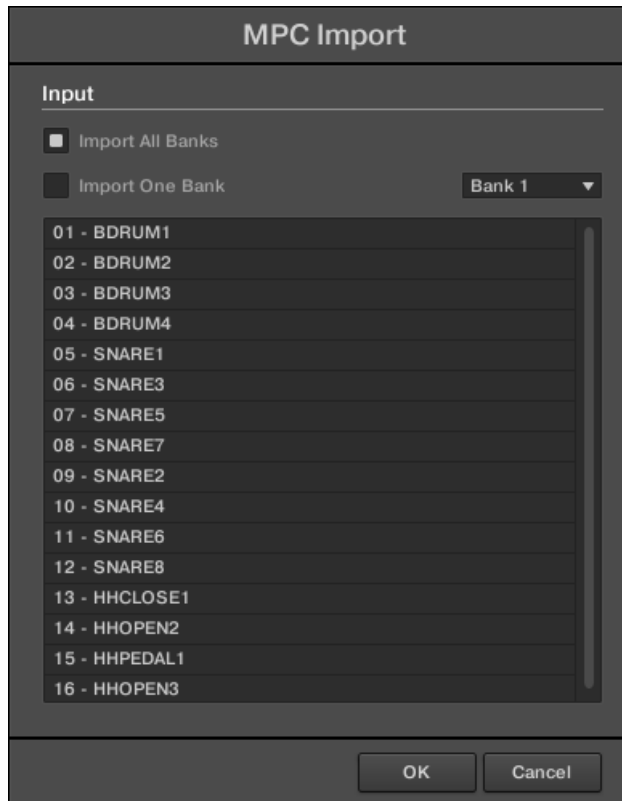 MPC Import
Input
Import All Banks
Import One Bank Bank 1
01 - BDRUM1
02 - BDRUM2
03 - BDRUM3
04 - BDRUM4
05 - SNARE1
06 - SNARE3
07 - SNARE5
08 - SNARE7
09 - SNARE2
10 - SNARE4
11 - SNARE6
12 - SNARE8
13 - HHCLOSE1
14 - HHOPEN2
15 - HHPEDAL1
16 - HHOPEN3
OK Cancel